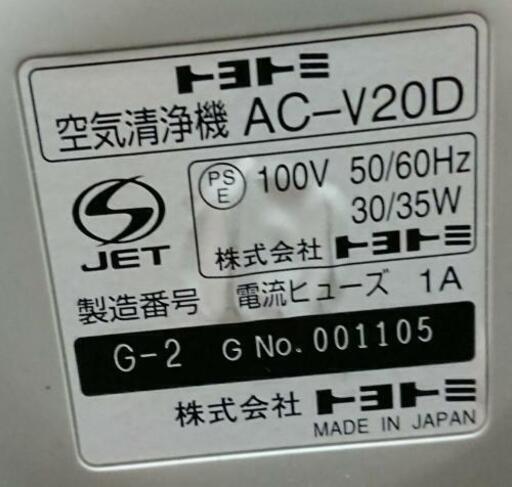 トヨトミ
空気清浄機 AC-V20D
PS
E
100V 50/60Hz
30/35W
株式会社 トヨトミ
S
JET
製造番号 電流ヒューズ 1A
G-2 G No. 001105
株式会社 トヨトミ
MADE IN JAPAN